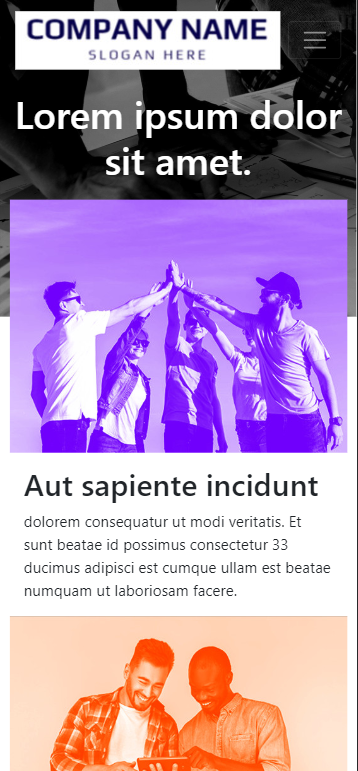 COMPANY NAME
SLOGAN HERE
Lorem ipsum dolor
sit amet.
Aut sapiente incidunt
dolorem consequatur ut modi veritatis. Et
sunt beatae id possimus consectetur 33
ducimus adipisci est cumque ullam est beatae
numquam ut laboriosam facere.